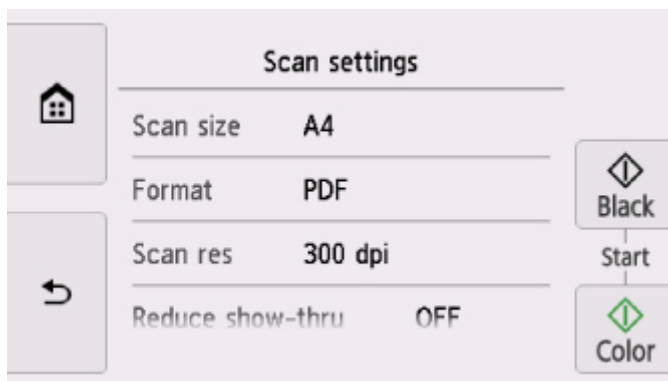 Scan settings
Scan size A4
Format PDF
Scan res 300 dpi
Reduce show-thru OFF
Black
Start
Color